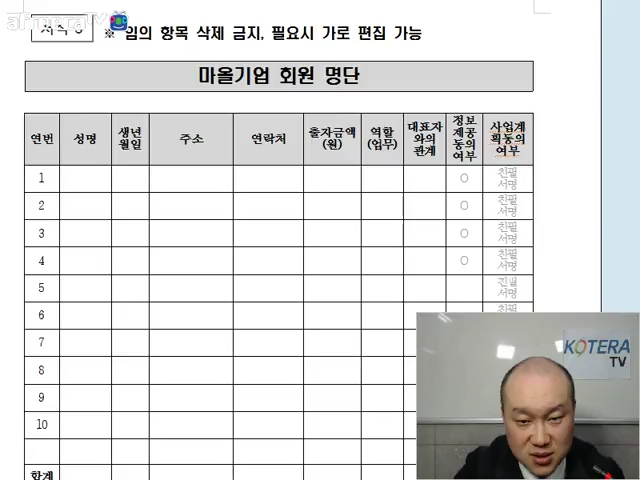 ※ 임의 항목 삭제 금지, 필요시 가로 편집 가능
마을기업 회원 명단
연번 성명 생년월일 주소 연락처 출자금액(원) 역할(업무) 대표자와의 관계 정보제공동의여부 사업계획동의여부
1 ○ 친필서명
2 ○ 친필서명
3 ○ 친필서명
4 ○ 친필서명
5 친필서명
6
7
8
9
10
합계
KOTERA
TV